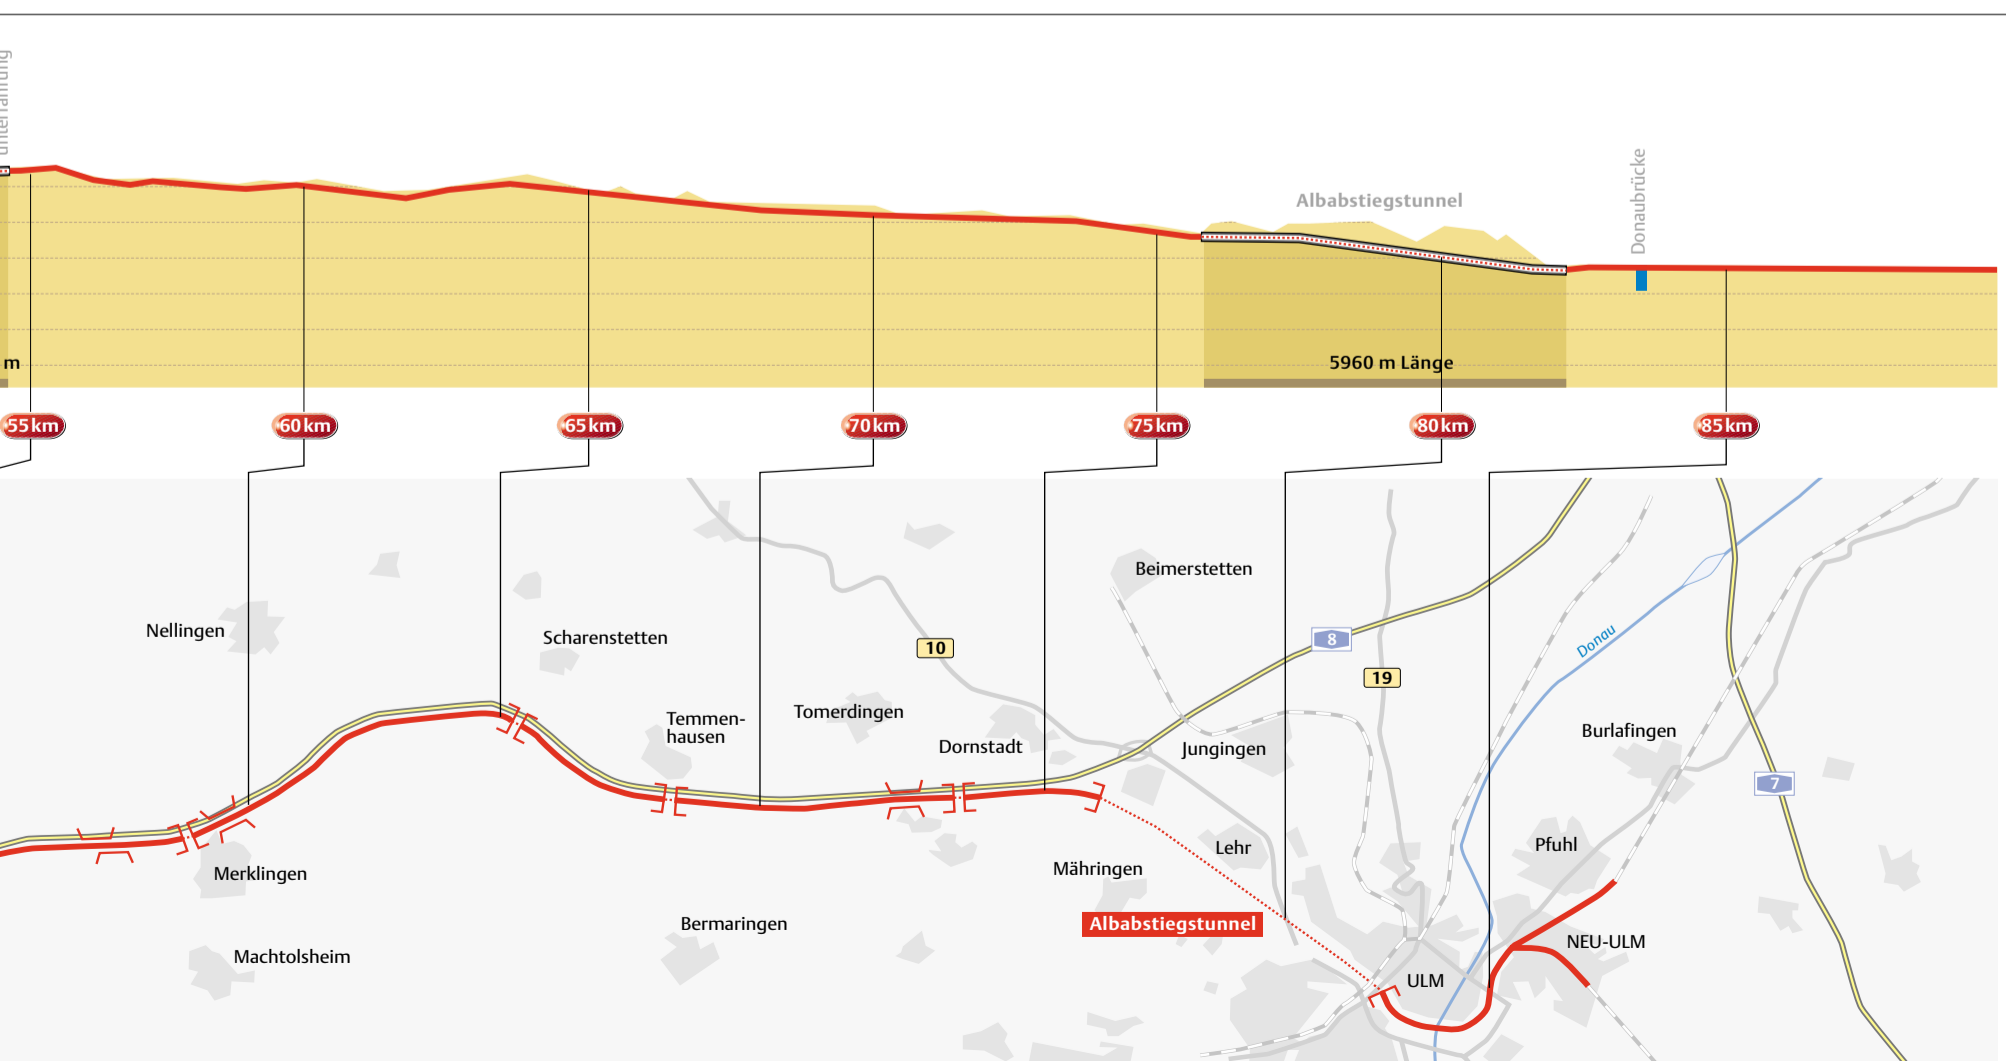 Albabstiegstunnel
Donaubrücke
m
5960 m Länge
55 km
60 km
65 km
70 km
75 km
80 km
85 km
Beimerstetten
Nellingen
Scharenstetten
10
8
Donau
19
Temmen-
hausen
Tomerdingen
Dornstadt
Jungingen
Burlafingen
7
Merklingen
Mähringen
Lehr
Pfuhl
Bermaringen
Albabstiegstunnel
Machtolsheim
NEU-ULM
ULM